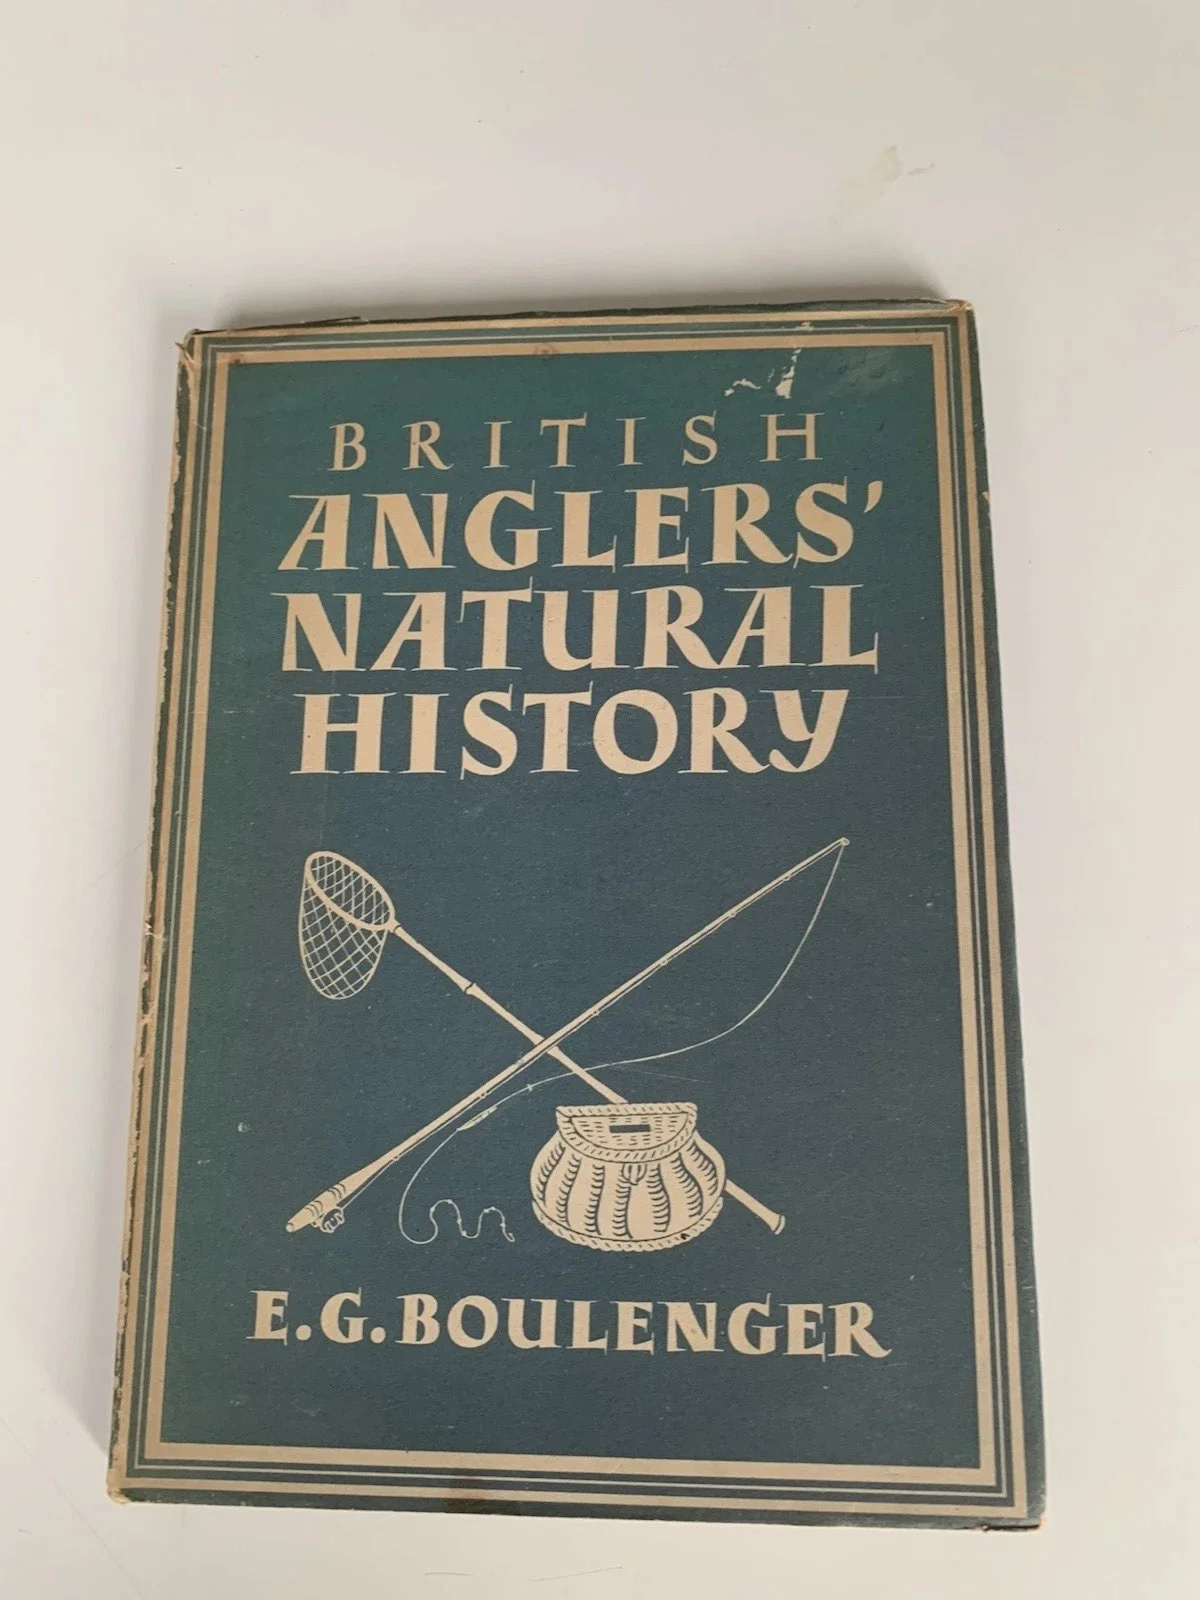 BRITISH
ANGLERS'
NATURAL
HISTORY
E.G.BOULENGER